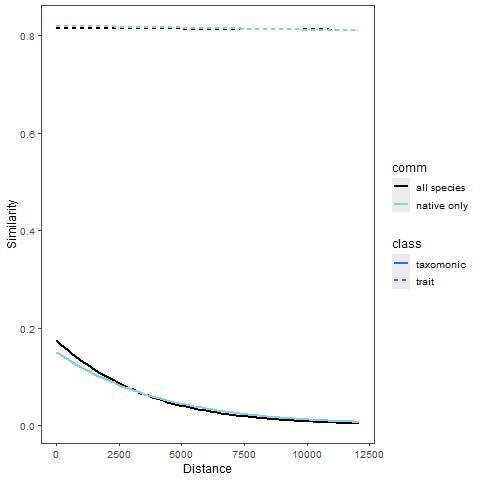 0.8
0.6
0.4
0.2
0.0
Similarity
0
2500
5000
7500
10000
12500
Distance
comm
all species
native only
class
taxomonic
trait